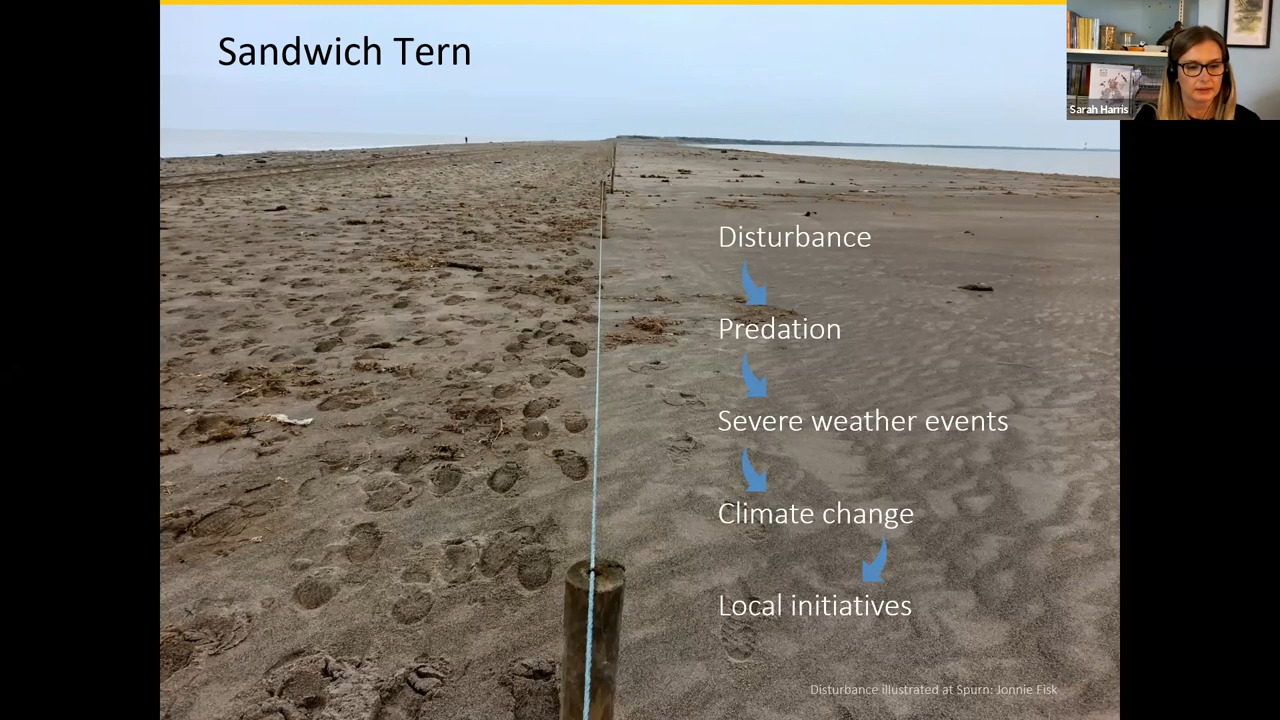 Sandwich Tern
Sarah Harris
Disturbance
Predation
Severe weather events
Climate change
Local initiatives
Disturbance illustrated at Spurn: Jonnie Fisk